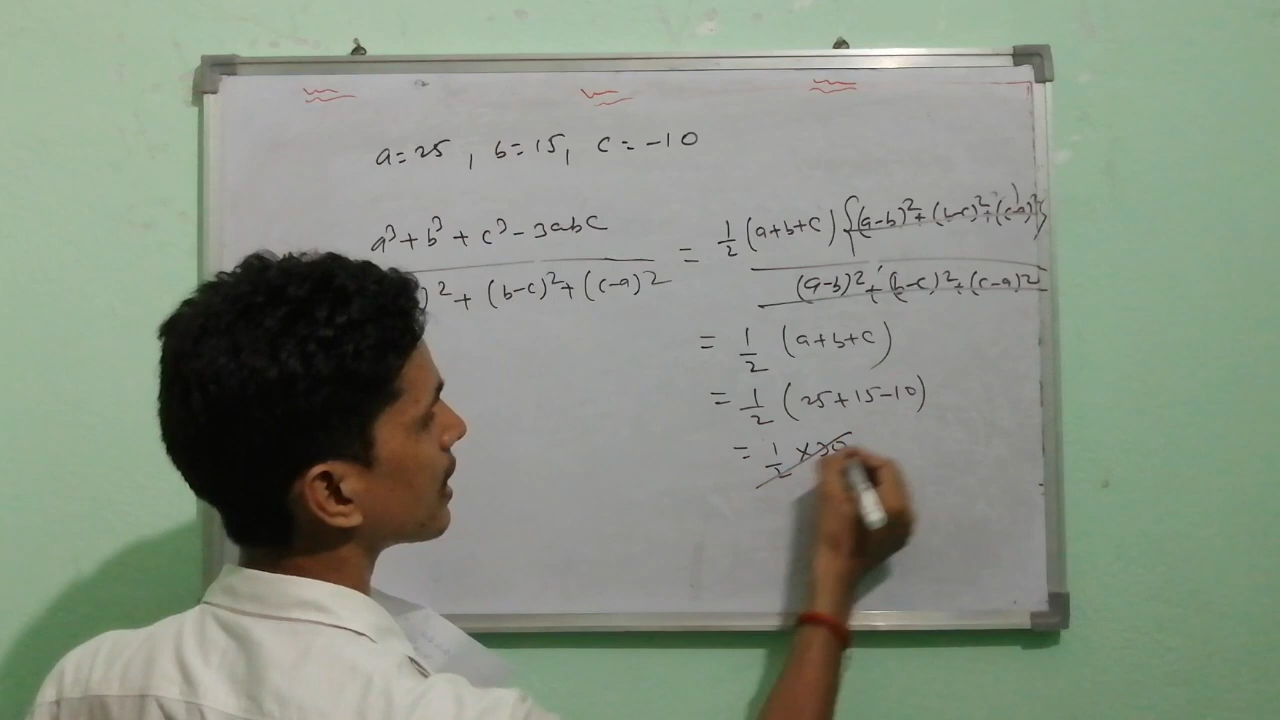 a=25, b=15, c=-10
a³+b³+c³-3abc = 1/2 (a+b+c) {(a-b)²+(b-c)²+(c-a)²}
)²+(b-c)²+(c-a)² (a-b)²+(b-c)²+(c-a)²
= 1/2 (a+b+c)
= 1/2 (25+15-10)
= 1/2 ×30